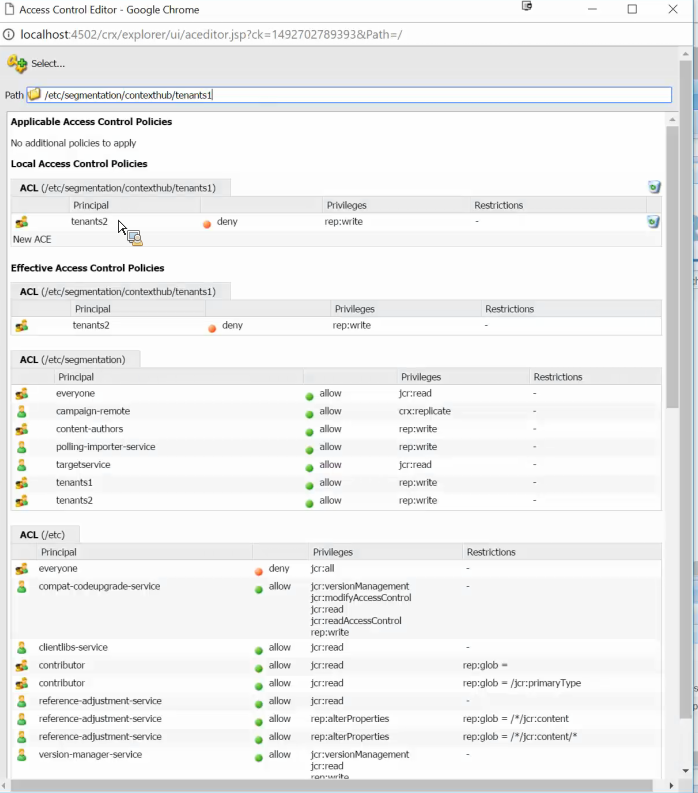 Access Control Editor - Google Chrome
localhost:4502/crx/explorer/ui/aceditor.jsp?ck=1492702789393&Path=/
Select...
Path /etc/segmentation/contexthub/tenants1
Applicable Access Control Policies
No additional policies to apply
Local Access Control Policies
ACL (/etc/segmentation/contexthub/tenants1)
Principal Privileges Restrictions
tenants2 deny rep:write -
New ACE
Effective Access Control Policies
ACL (/etc/segmentation/contexthub/tenants1)
Principal Privileges Restrictions
tenants2 deny rep:write -
ACL (/etc/segmentation)
Principal Privileges Restrictions
everyone allow jcr:read -
campaign-remote allow crx:replicate -
content-authors allow rep:write -
polling-importer-service allow rep:write -
targetservice allow jcr:read -
tenants1 allow rep:write -
tenants2 allow rep:write -
ACL (/etc)
Principal Privileges Restrictions
everyone deny jcr:all -
compat-codeupgrade-service allow jcr:versionManagement -
jcr:modifyAccessControl
jcr:read
jcr:readAccessControl
rep:write
clientlibs-service allow jcr:read -
contributor allow jcr:read rep:glob =
contributor allow jcr:read rep:glob = /jcr:primaryType
reference-adjustment-service allow jcr:read -
reference-adjustment-service allow rep:alterProperties rep:glob = /*/jcr:content
reference-adjustment-service allow rep:alterProperties rep:glob = /*/jcr:content/*
version-manager-service allow jcr:versionManagement -
jcr:read
rep:write